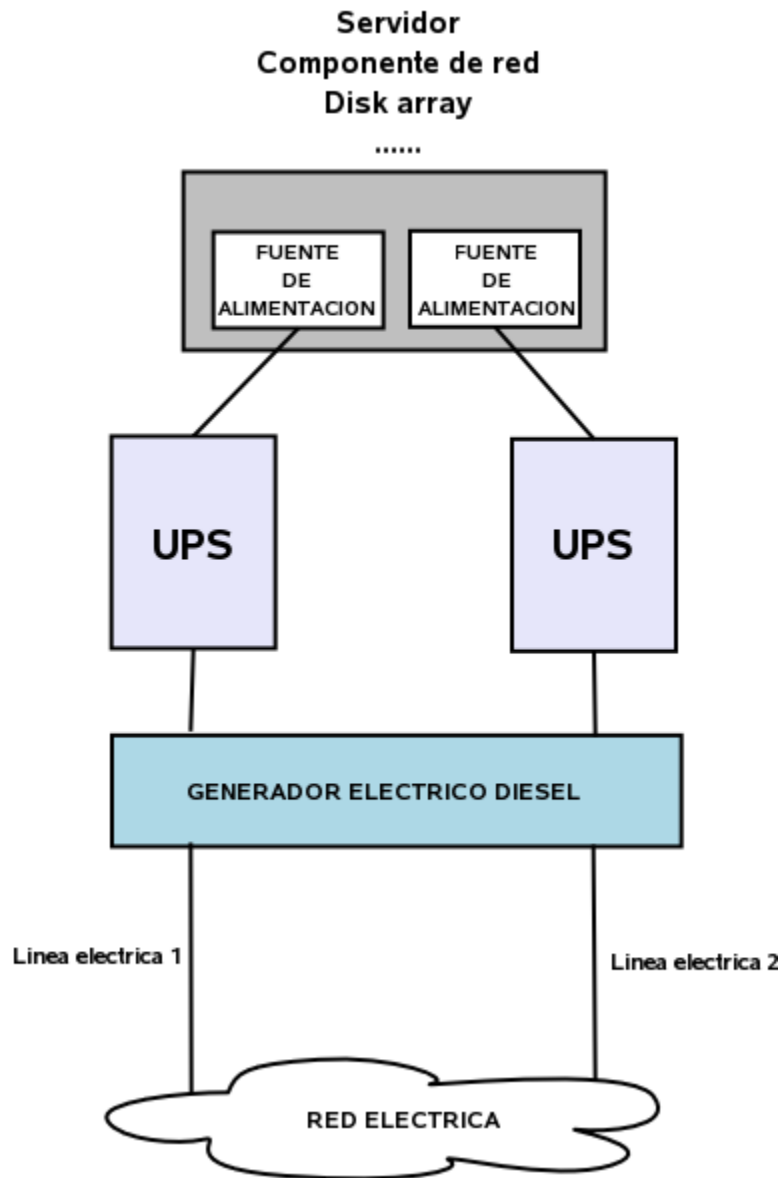 Servidor
Componente de red
Disk array
......
FUENTE
DE
ALIMENTACION
FUENTE
DE
ALIMENTACION
UPS
UPS
GENERADOR ELECTRICO DIESEL
Linea electrica 1
Linea electrica 2
RED ELECTRICA